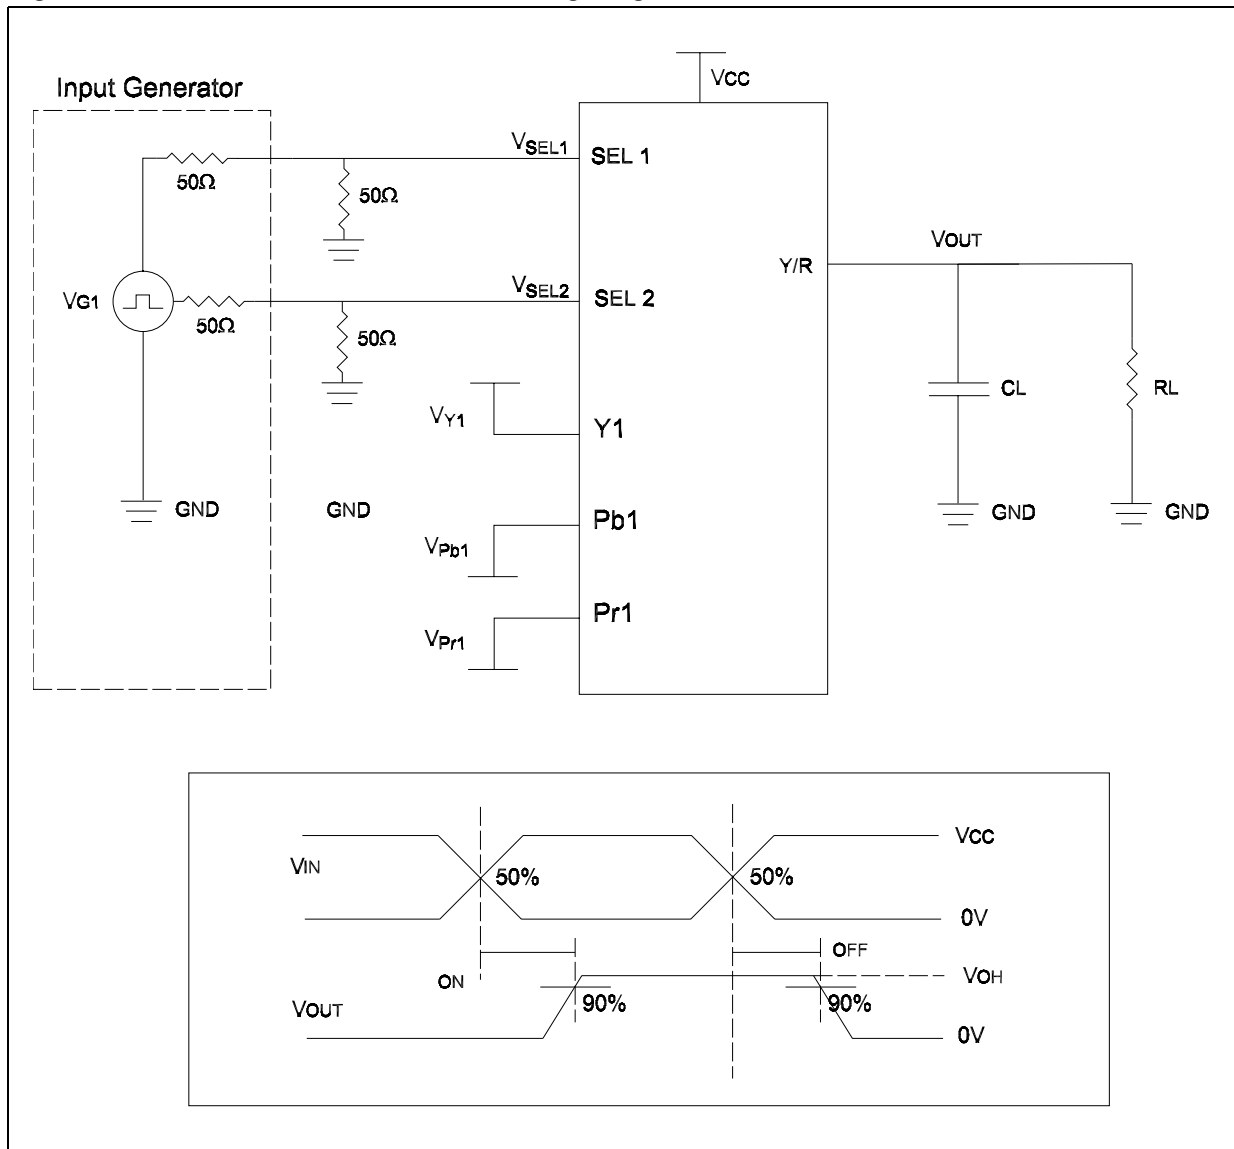 Input Generator
VCC
VSEL1
SEL 1
50Ω
50Ω
VOUT
Y/R
VSEL2
SEL 2
VG1
50Ω
50Ω
CL
RL
VY1
Y1
GND
GND
GND
GND
Pb1
VPb1
Pr1
VPr1
VCC
VIN
50%
50%
0V
OFF
ON
VOH
90%
90%
VOUT
0V